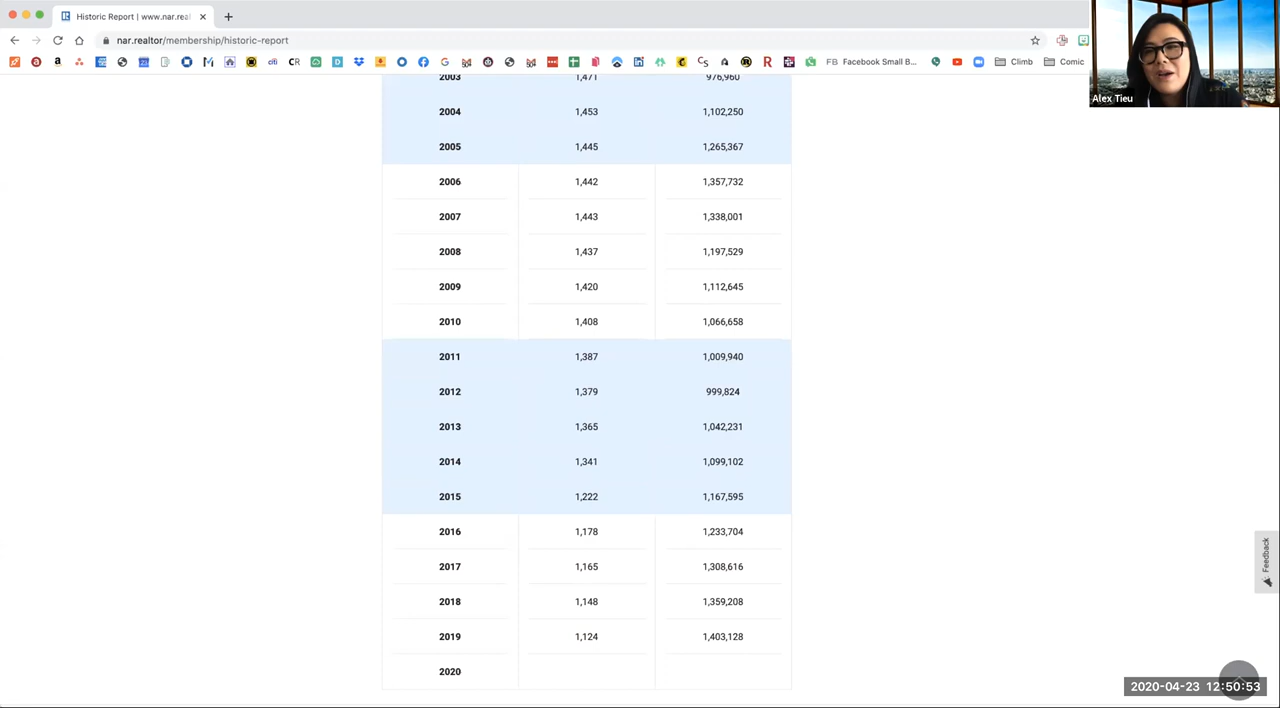 Historic Report | www.nar.real
nar.realtor/membership/historic-report
CR
FB Facebook Small B...
Climb
Comic
Alex Tieu
2003 1,471 976,960
2004 1,453 1,102,250
2005 1,445 1,265,367
2006 1,442 1,357,732
2007 1,443 1,338,001
2008 1,437 1,197,529
2009 1,420 1,112,645
2010 1,408 1,066,658
2011 1,387 1,009,940
2012 1,379 999,824
2013 1,365 1,042,231
2014 1,341 1,099,102
2015 1,222 1,167,595
2016 1,178 1,233,704
2017 1,165 1,308,616
2018 1,148 1,359,208
2019 1,124 1,403,128
2020
Feedback
2020-04-23 12:50:53